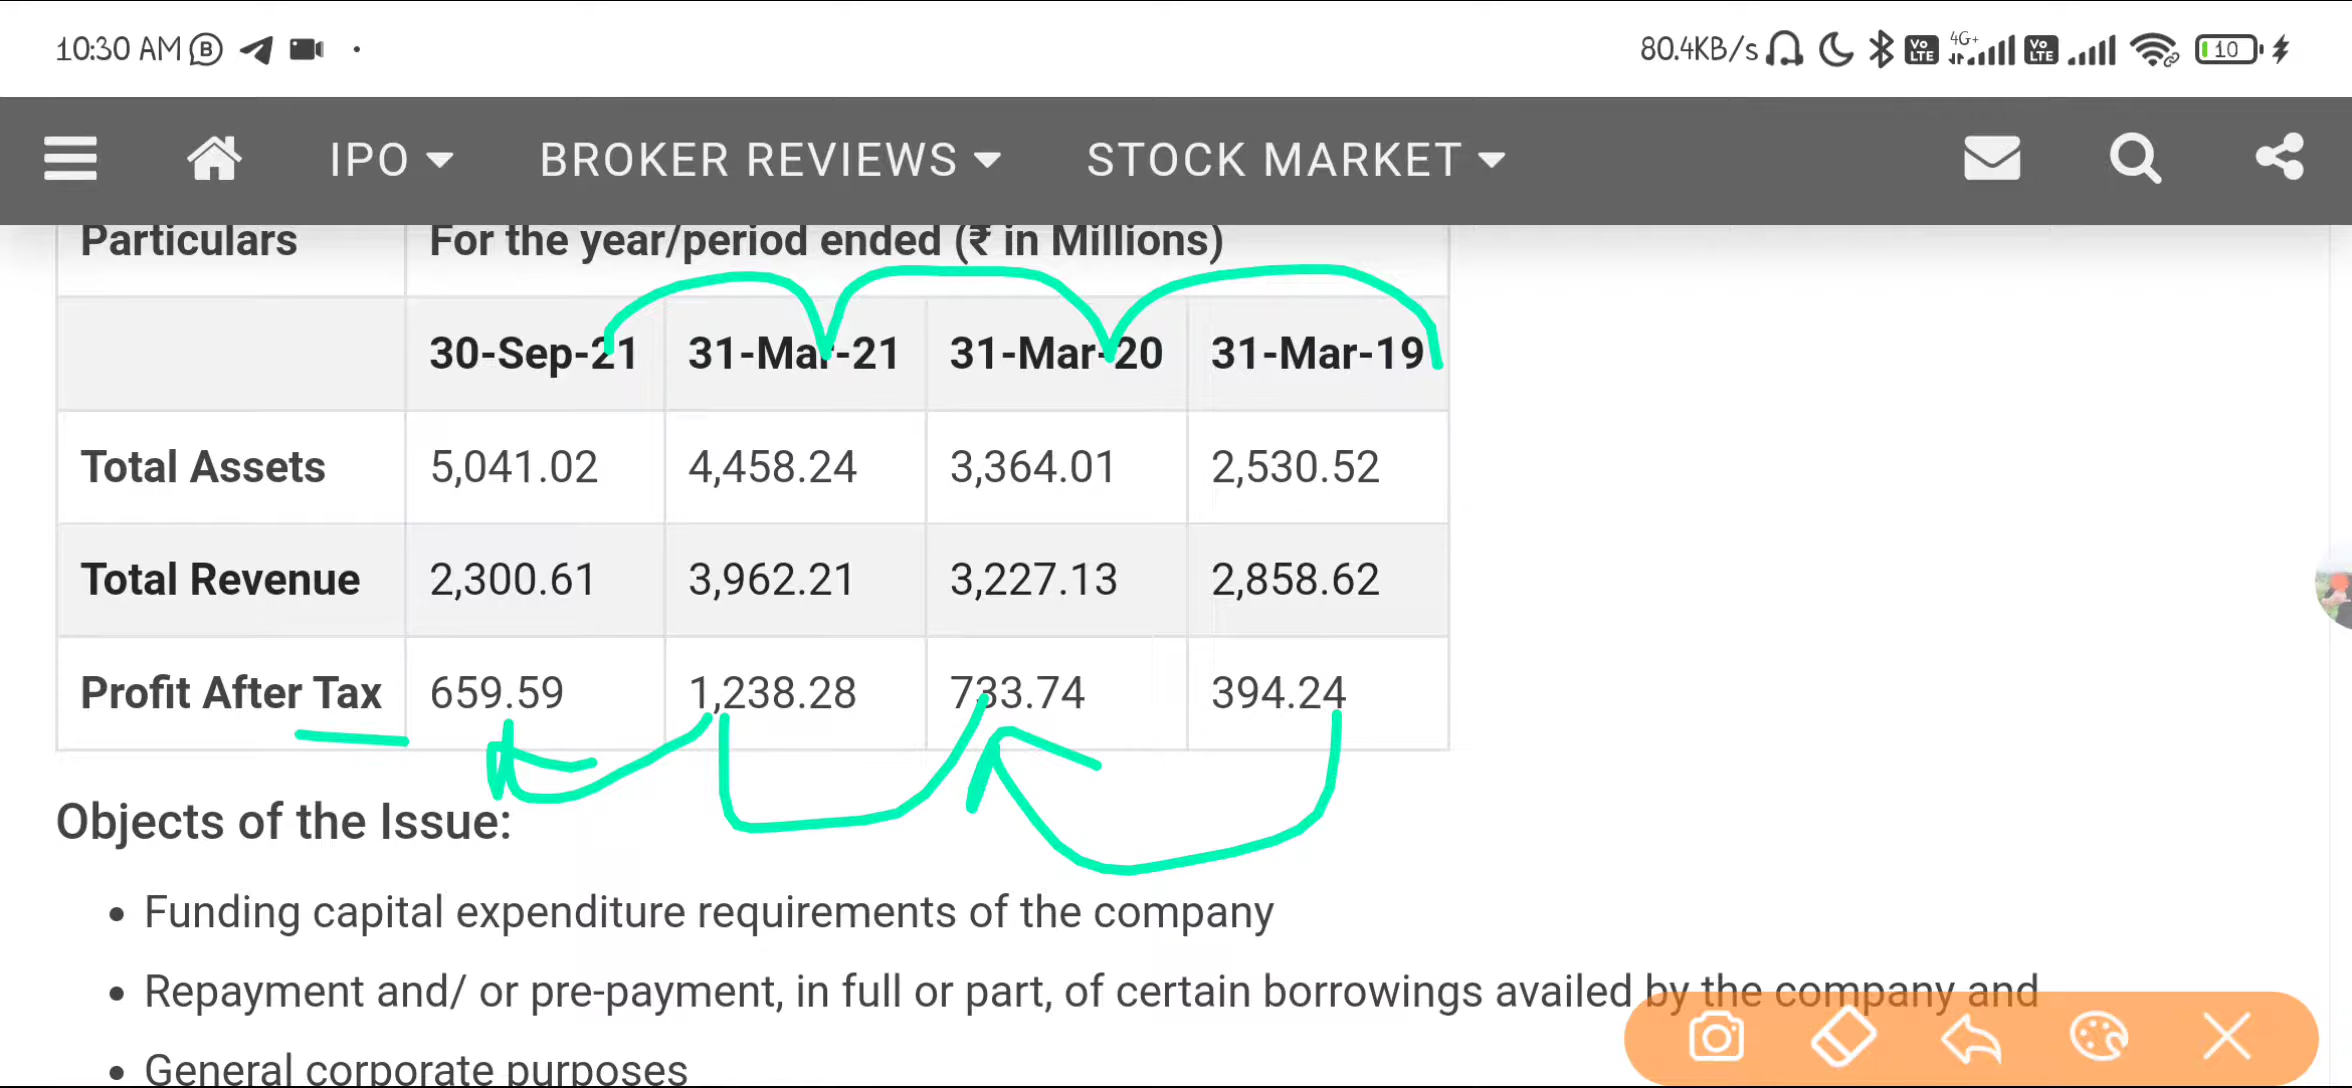 10:30 AM 80.4KB/s 4G+ Vo LTE Vo LTE 10
IPO BROKER REVIEWS STOCK MARKET
Particulars For the year/period ended (₹ in Millions)
30-Sep-21 31-Mar-21 31-Mar-20 31-Mar-19
Total Assets 5,041.02 4,458.24 3,364.01 2,530.52
Total Revenue 2,300.61 3,962.21 3,227.13 2,858.62
Profit After Tax 659.59 1,238.28 733.74 394.24
Objects of the Issue:
• Funding capital expenditure requirements of the company
• Repayment and/ or pre-payment, in full or part, of certain borrowings availed by the company and
• General corporate purposes